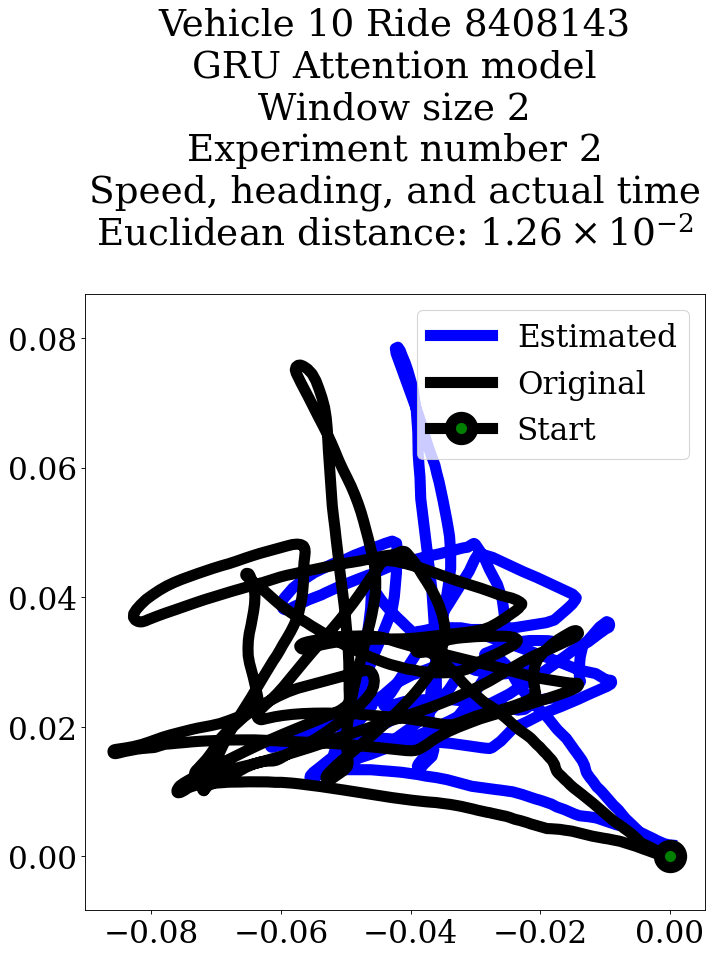 Vehicle 10 Ride 8408143
GRU Attention model
Window size 2
Experiment number 2
Speed, heading, and actual time
Euclidean distance: 1.26 × 10⁻²
Estimated
Original
Start
0.08
0.06
0.04
0.02
0.00
−0.08 −0.06 −0.04 −0.02 0.00